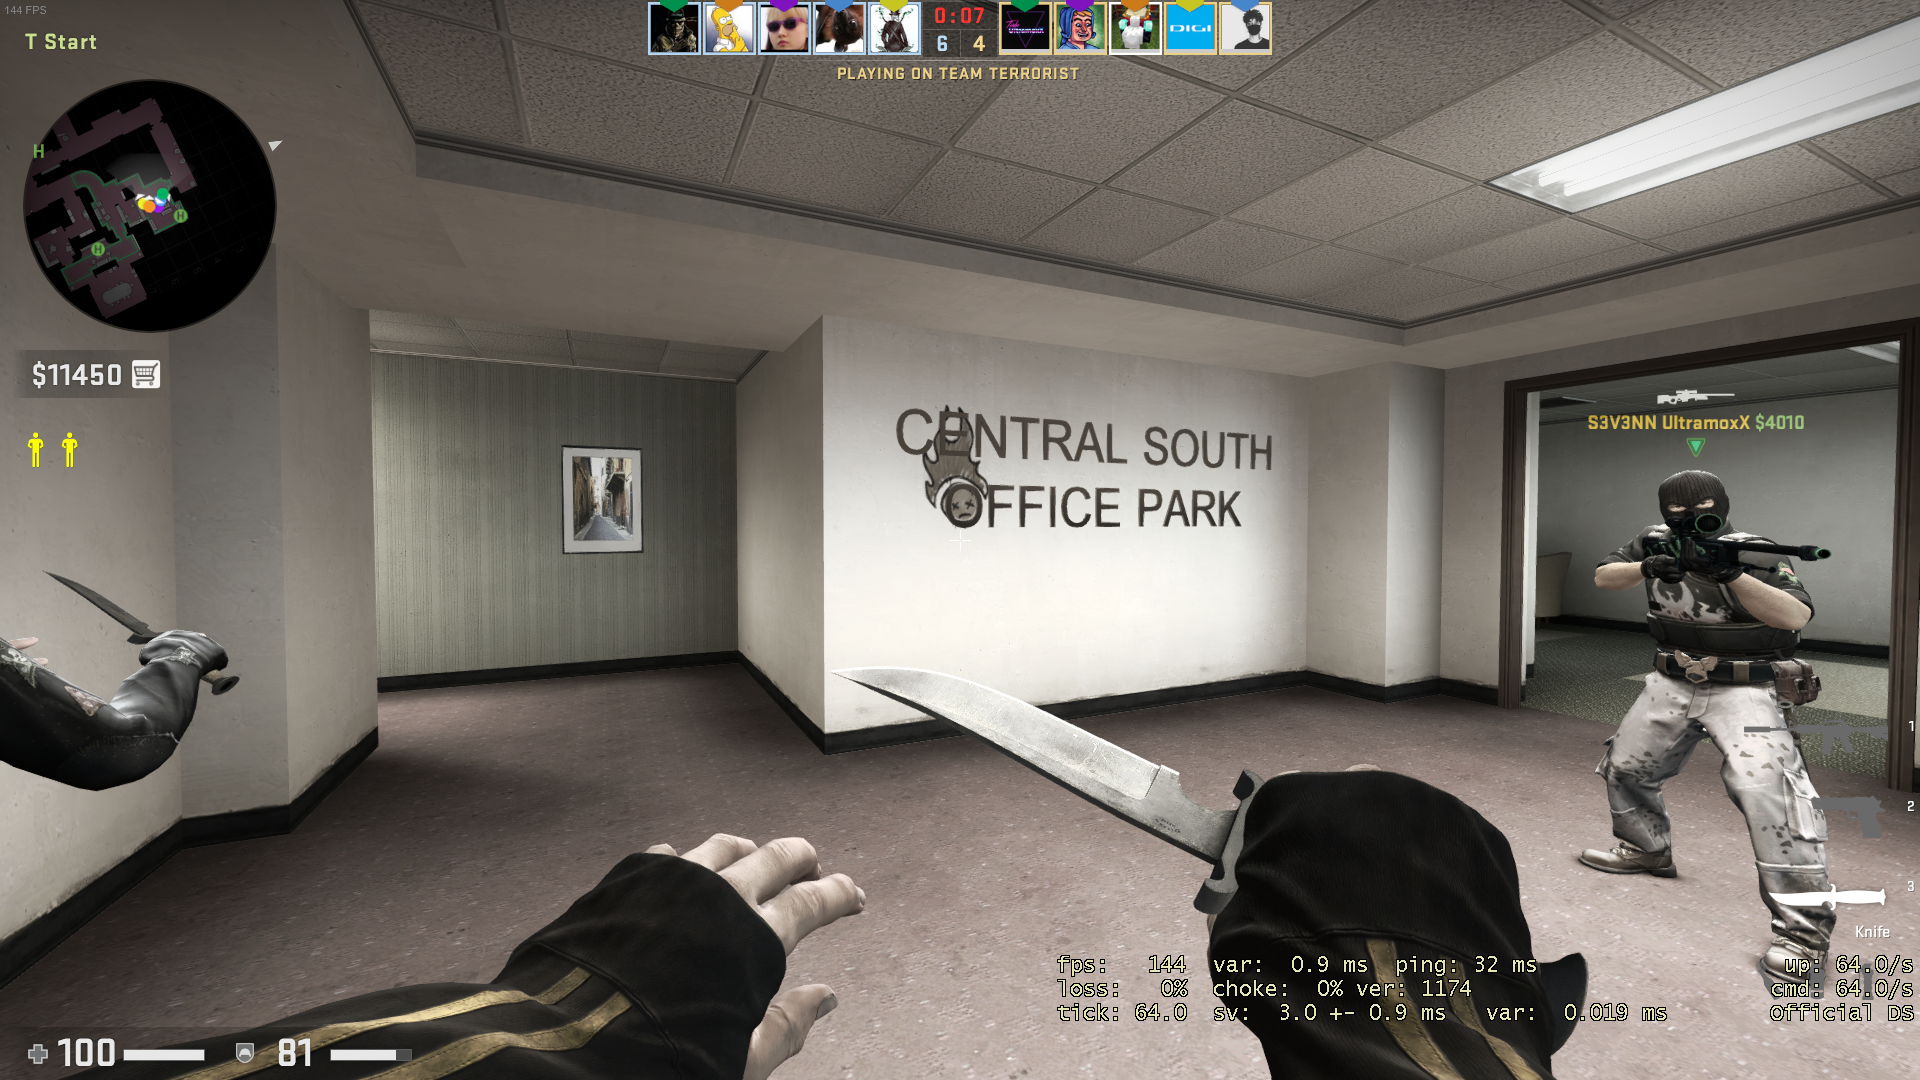 144 FPS
T Start
0:07
6 4
DIGI
PLAYING ON TEAM TERRORIST
H
H
H
$11450
CENTRAL SOUTH
OFFICE PARK
S3V3NN UltramoxX $4010
1
2
3
Knife
fps: 144 var: 0.9 ms ping: 32 ms up: 64.0/s
loss: 0% choke: 0% ver: 1174 cmd: 64.0/s
tick: 64.0 sv: 3.0 +- 0.9 ms var: 0.019 ms official DS
100 81